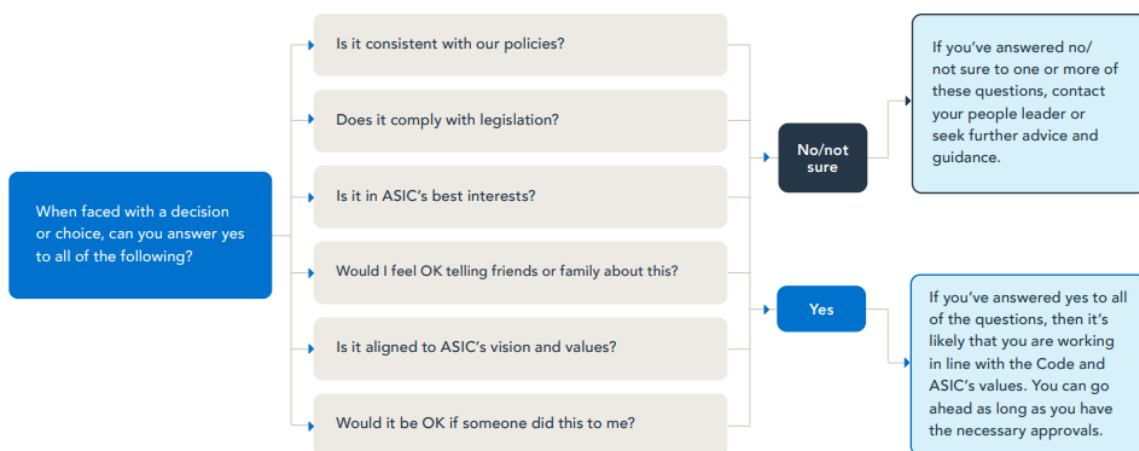 When faced with a decision
or choice, can you answer yes
to all of the following?
Is it consistent with our policies?
Does it comply with legislation?
Is it in ASIC's best interests?
Would I feel OK telling friends or family about this?
Is it aligned to ASIC's vision and values?
Would it be OK if someone did this to me?
No/not
sure
If you've answered no/
not sure to one or more of
these questions, contact
your people leader or
seek further advice and
guidance.
Yes
If you've answered yes to all
of the questions, then it's
likely that you are working
in line with the Code and
ASIC's values. You can go
ahead as long as you have
the necessary approvals.